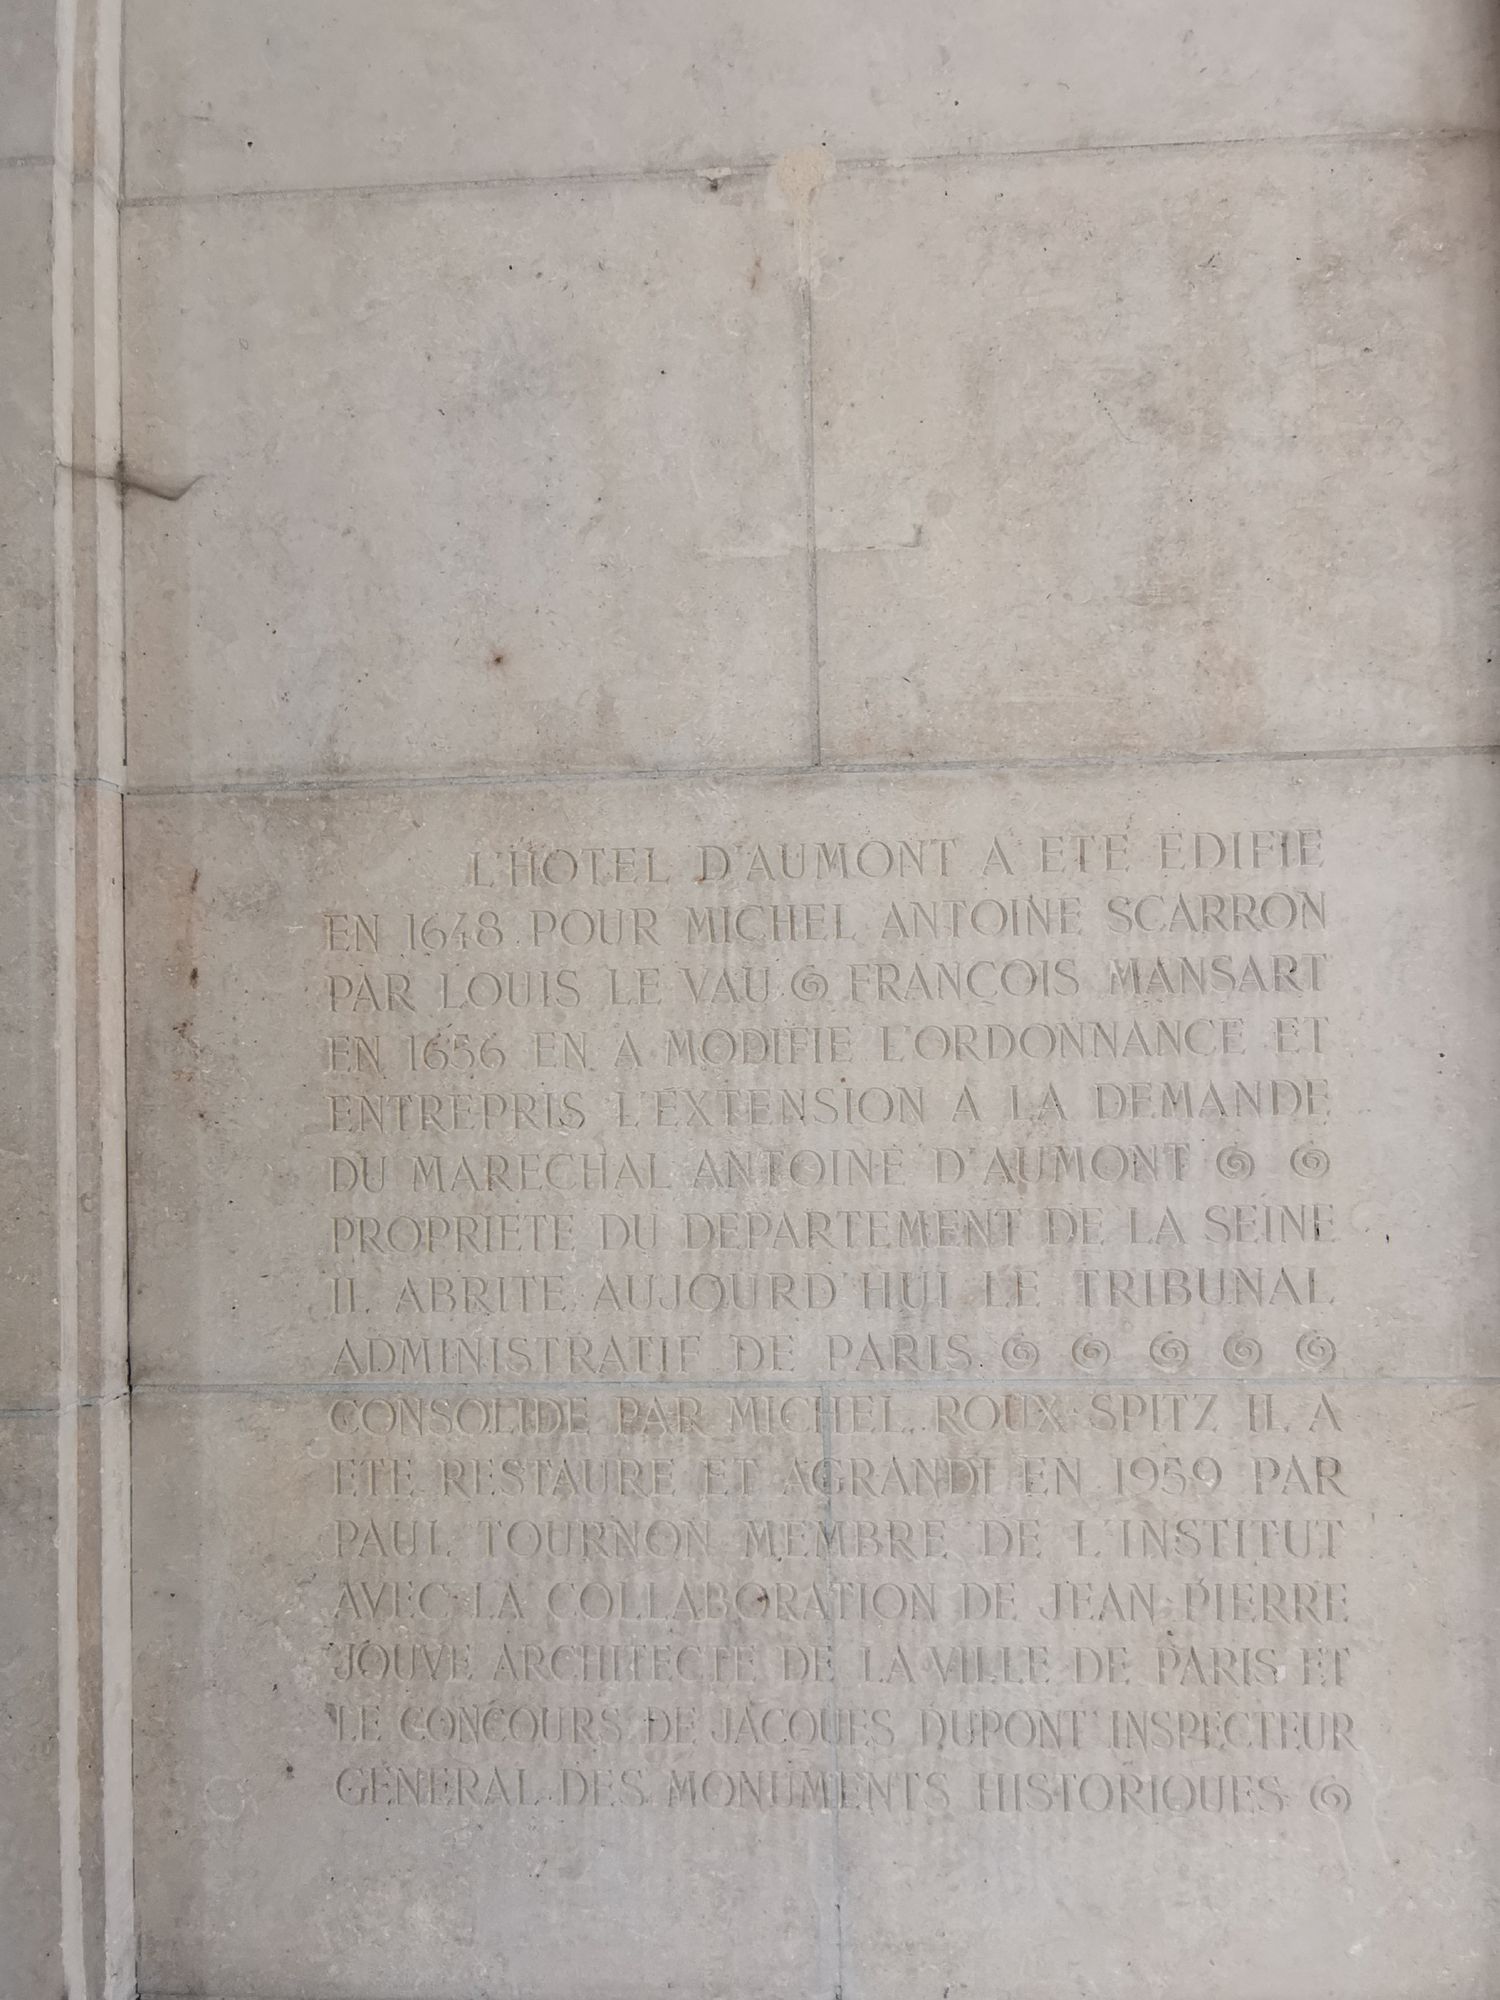 L'HOTEL D'AUMONT A ETE EDIFIE
EN 1648 POUR MICHEL ANTOINE SCARRON
PAR LOUIS LE VAU FRANÇOIS MANSART
EN 1656 EN A MODIFIE L'ORDONNANCE ET
ENTREPRIS L'EXTENSION A LA DEMANDE
DU MARECHAL ANTOINE D'AUMONT
PROPRIETE DU DEPARTEMENT DE LA SEINE
IL ABRITE AUJOURD'HUI LE TRIBUNAL
ADMINISTRATIF DE PARIS
CONSOLIDE PAR MICHEL ROUX SPITZ IL A
ETE RESTAURE ET AGRANDI EN 1959 PAR
PAUL TOURNON MEMBRE DE L'INSTITUT
AVEC LA COLLABORATION DE JEAN PIERRE
JOUVE ARCHITECTE DE LA VILLE DE PARIS ET
LE CONCOURS DE JACQUES DUPONT INSPECTEUR
GENERAL DES MONUMENTS HISTORIQUES